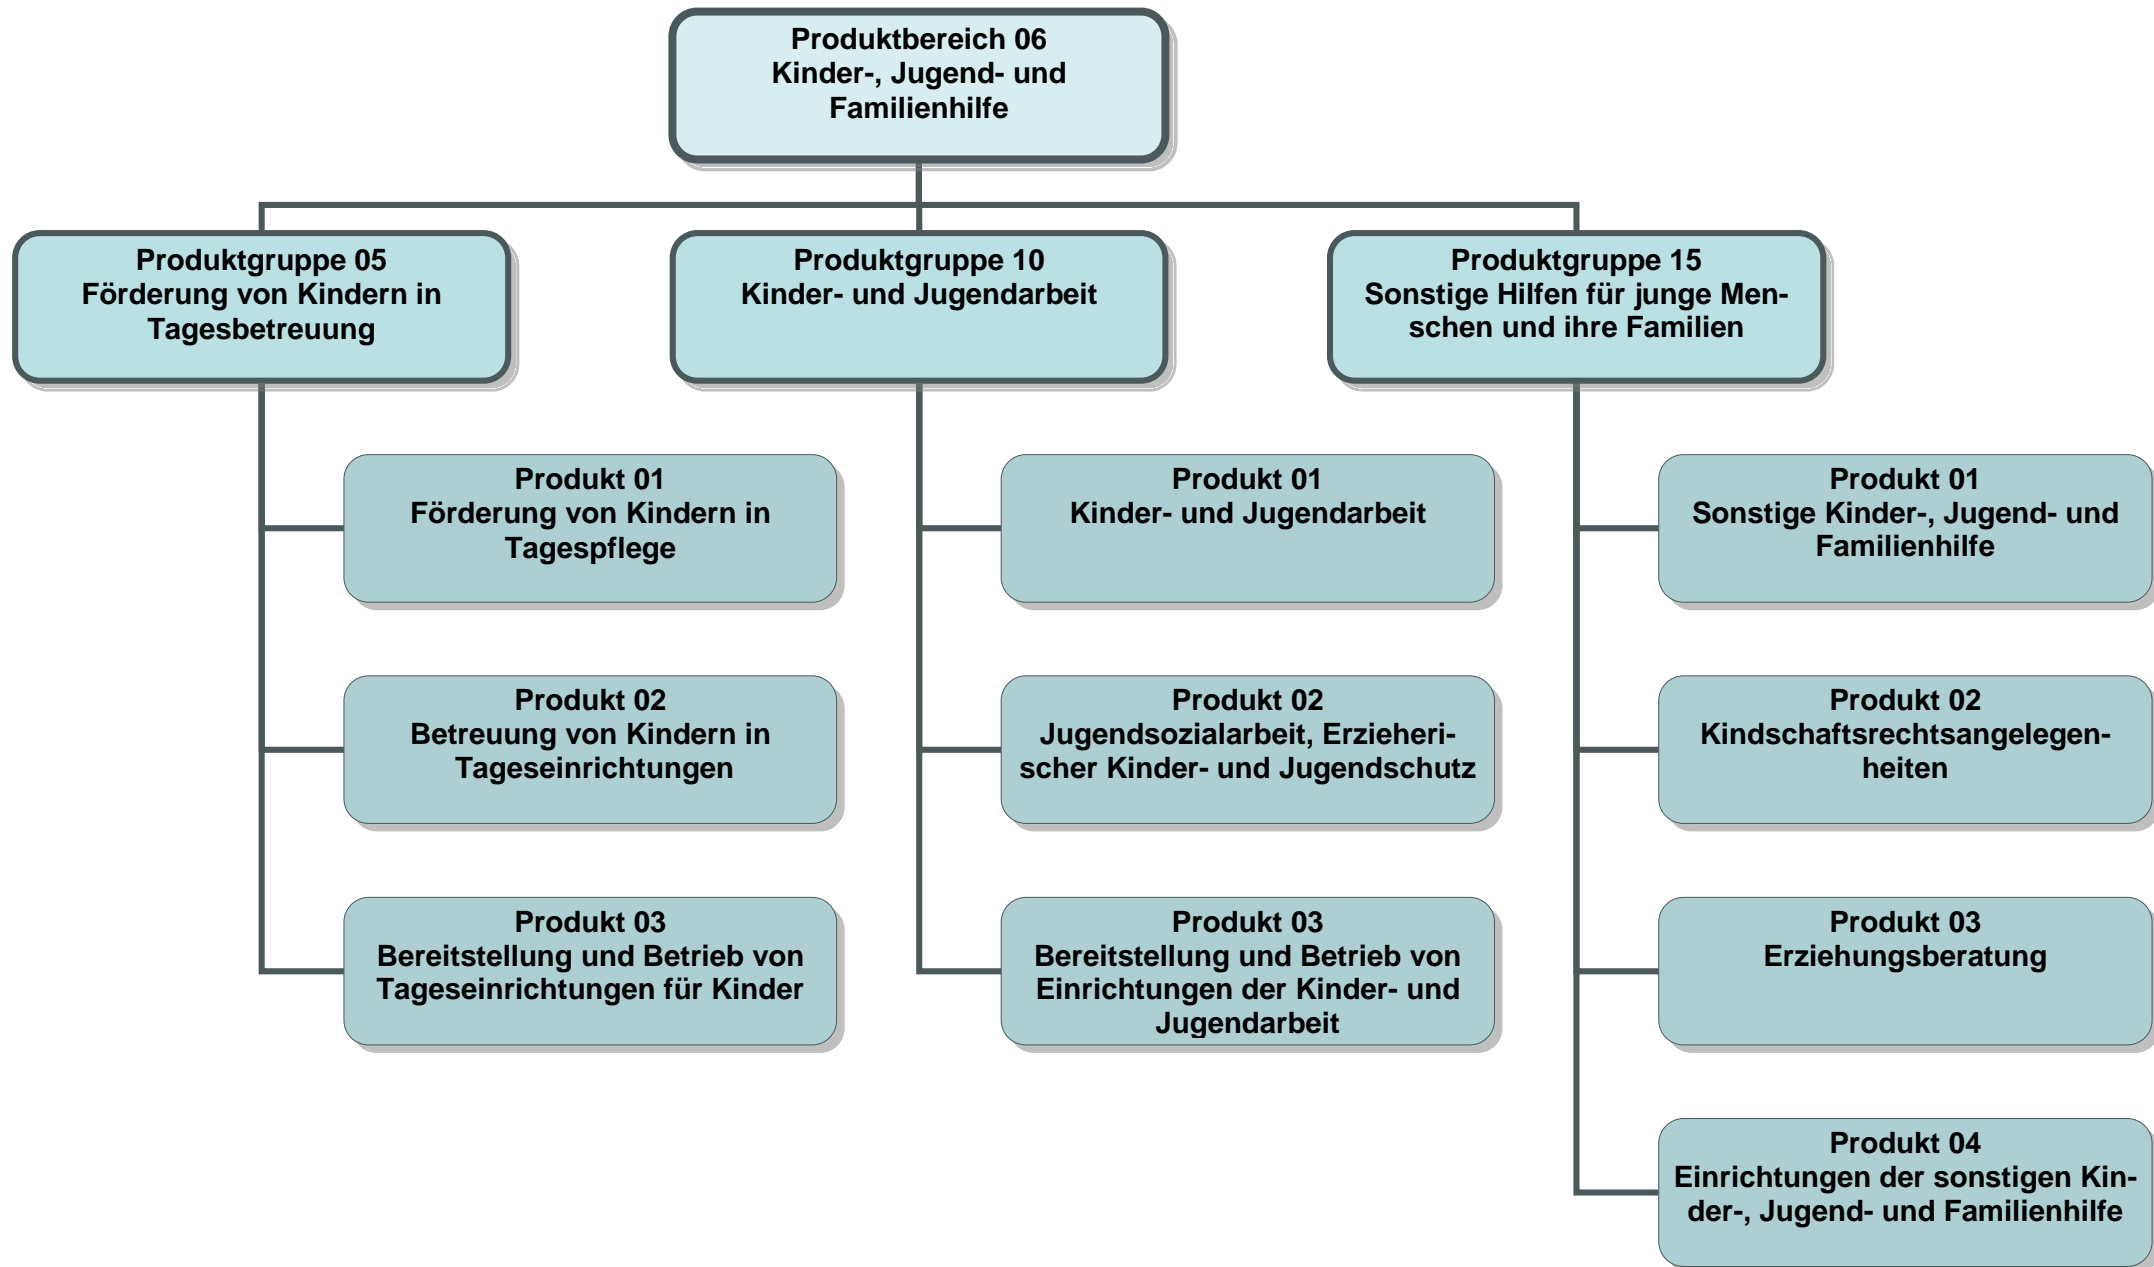 Produktbereich 06
Kinder-, Jugend- und
Familienhilfe
Produktgruppe 05
Förderung von Kindern in
Tagesbetreuung
Produktgruppe 10
Kinder- und Jugendarbeit
Produktgruppe 15
Sonstige Hilfen für junge Men-
schen und ihre Familien
Produkt 01
Förderung von Kindern in
Tagespflege
Produkt 01
Kinder- und Jugendarbeit
Produkt 01
Sonstige Kinder-, Jugend- und
Familienhilfe
Produkt 02
Betreuung von Kindern in
Tageseinrichtungen
Produkt 02
Jugendsozialarbeit, Erzieheri-
scher Kinder- und Jugendschutz
Produkt 02
Kindschaftsrechtsangelegen-
heiten
Produkt 03
Bereitstellung und Betrieb von
Tageseinrichtungen für Kinder
Produkt 03
Bereitstellung und Betrieb von
Einrichtungen der Kinder- und
Jugendarbeit
Produkt 03
Erziehungsberatung
Produkt 04
Einrichtungen der sonstigen Kin-
der-, Jugend- und Familienhilfe